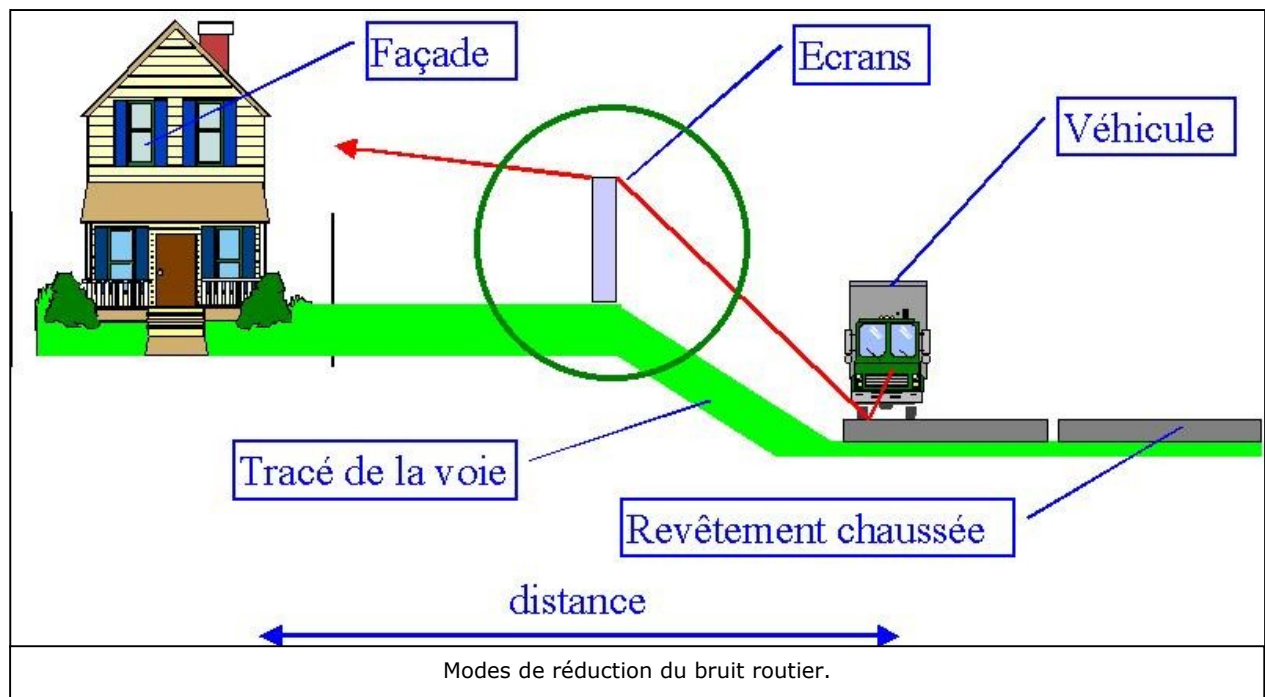 Façade
Ecrans
Véhicule
Tracé de la voie
Revêtement chaussée
distance
Modes de réduction du bruit routier.